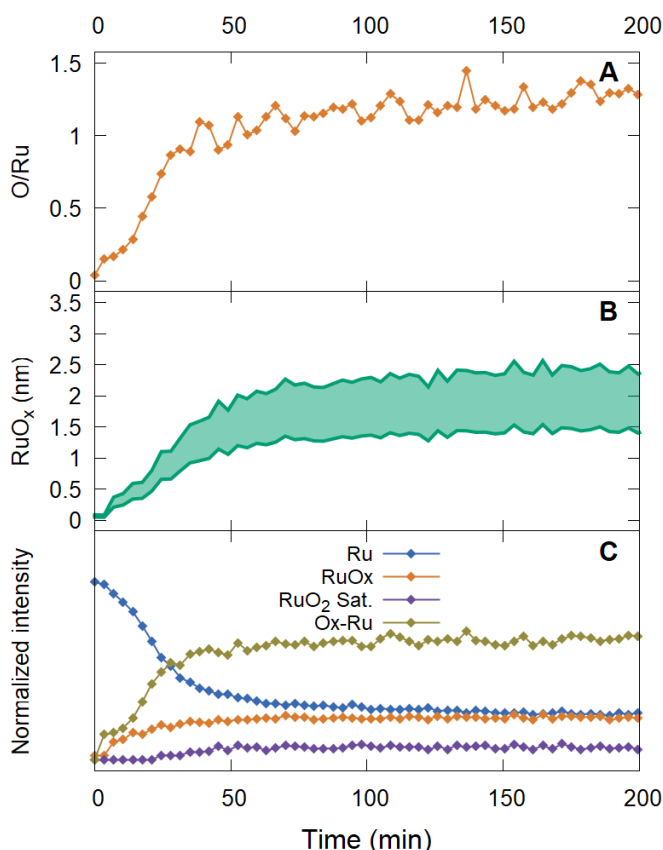 0 50 100 150 200
A
1.5
1
0.5
0
O/Ru
B
3.5
3
2.5
2
1.5
1
0.5
0
RuOx (nm)
C
Ru
RuOx
RuO2 Sat.
Ox-Ru
Normalized intensity
0 50 100 150 200
Time (min)